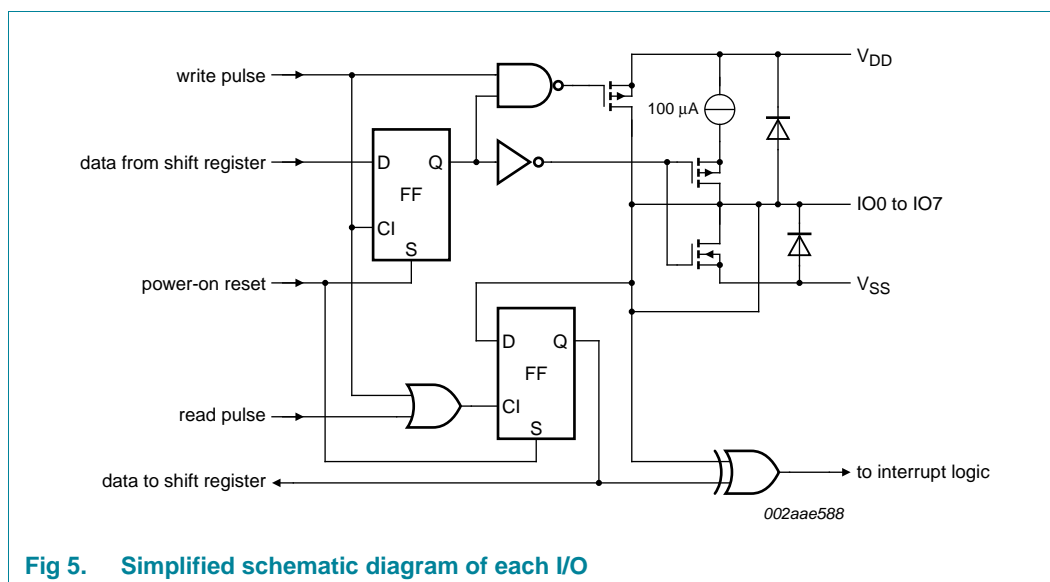 write pulse
V_DD
100 μA
data from shift register
D
Q
FF
CI
S
IO0 to IO7
power-on reset
V_SS
D
Q
FF
CI
S
read pulse
data to shift register
to interrupt logic
002aae588
Fig 5. Simplified schematic diagram of each I/O